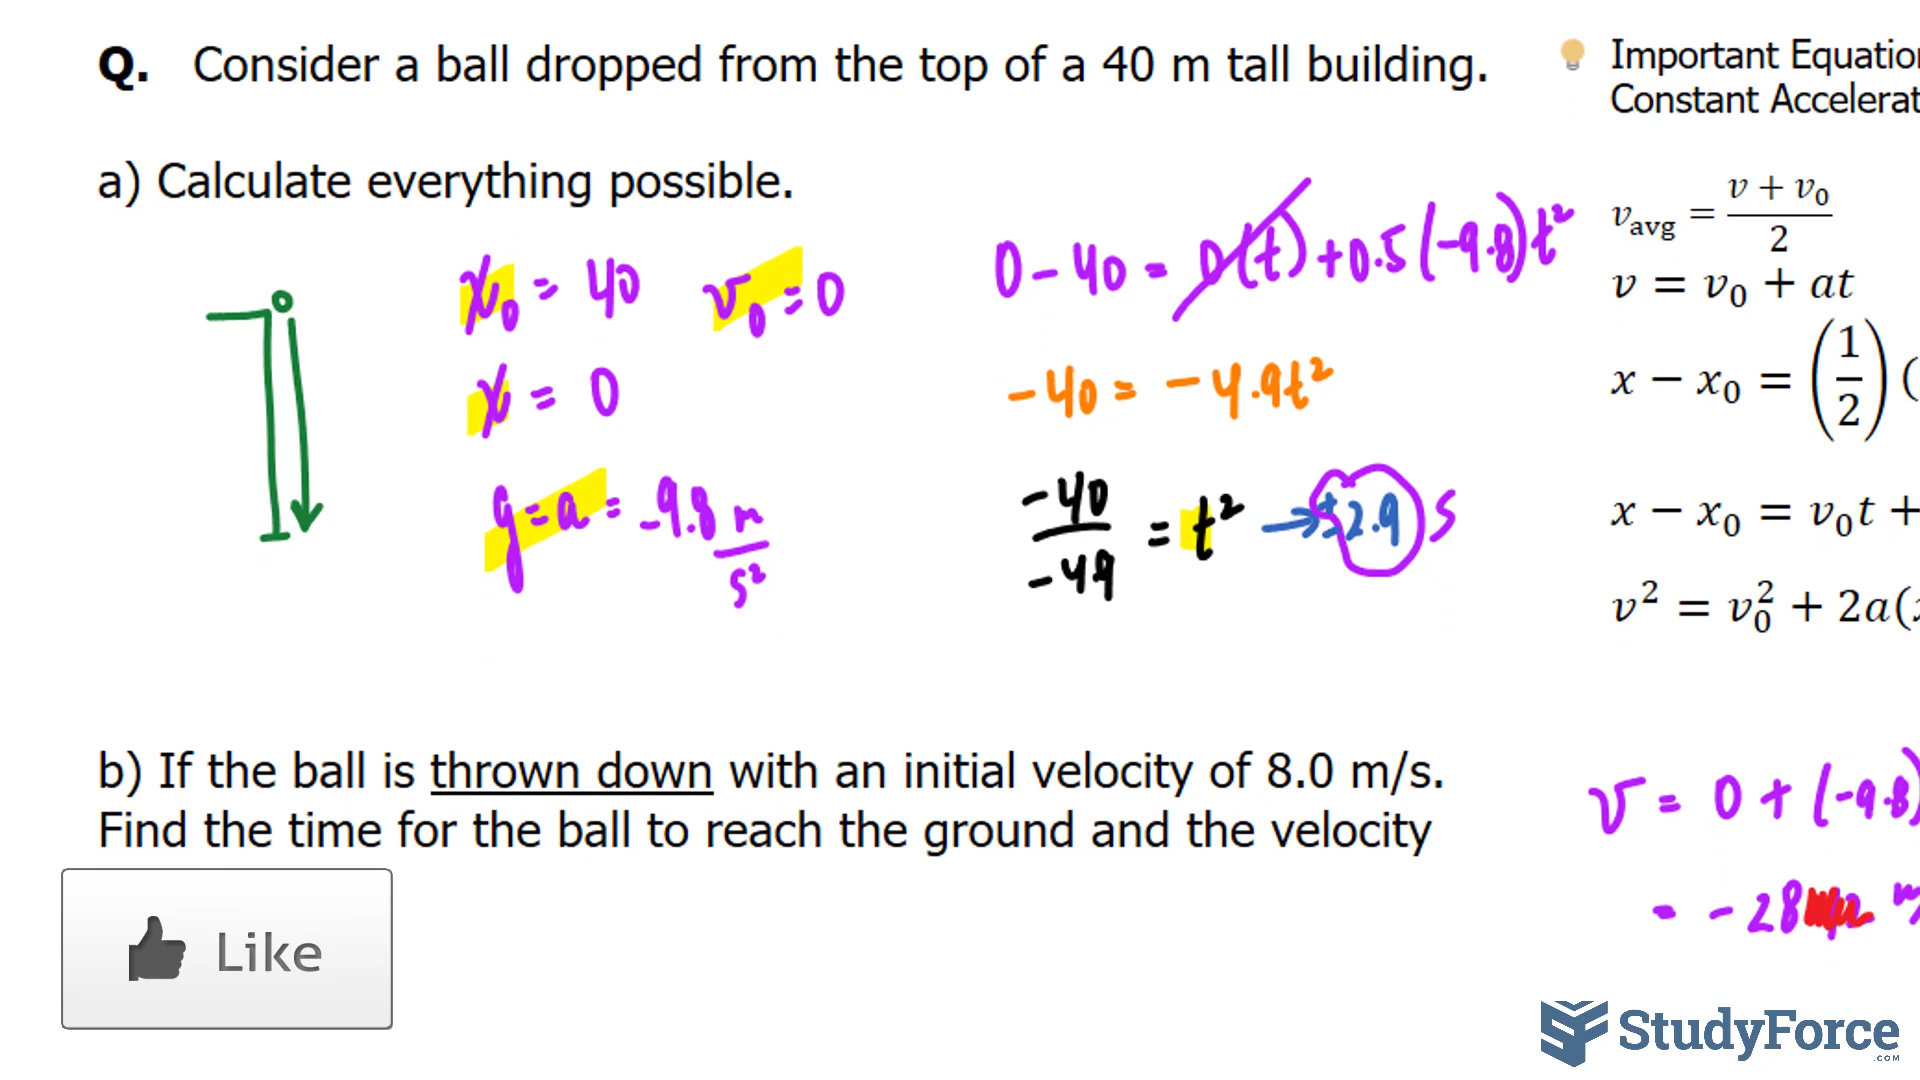 Q. Consider a ball dropped from the top of a 40 m tall building.
a) Calculate everything possible.
x₀ = 40 v₀ = 0
x = 0
g = a = -9.8 m/s²
0 - 40 = 0(t) + 0.5(-9.8)t²
-40 = -4.9t²
-40/-49 = t² → ±2.9 s
Important Equatio
Constant Accelerat
v_avg = (v + v₀)/2
v = v₀ + at
x − x₀ = (1/2) (
x − x₀ = v₀t +
v² = v₀² + 2a(
b) If the ball is thrown down with an initial velocity of 8.0 m/s.
Find the time for the ball to reach the ground and the velocity
v = 0 + (-9.8)
= -28 m
Like
StudyForce
.COM